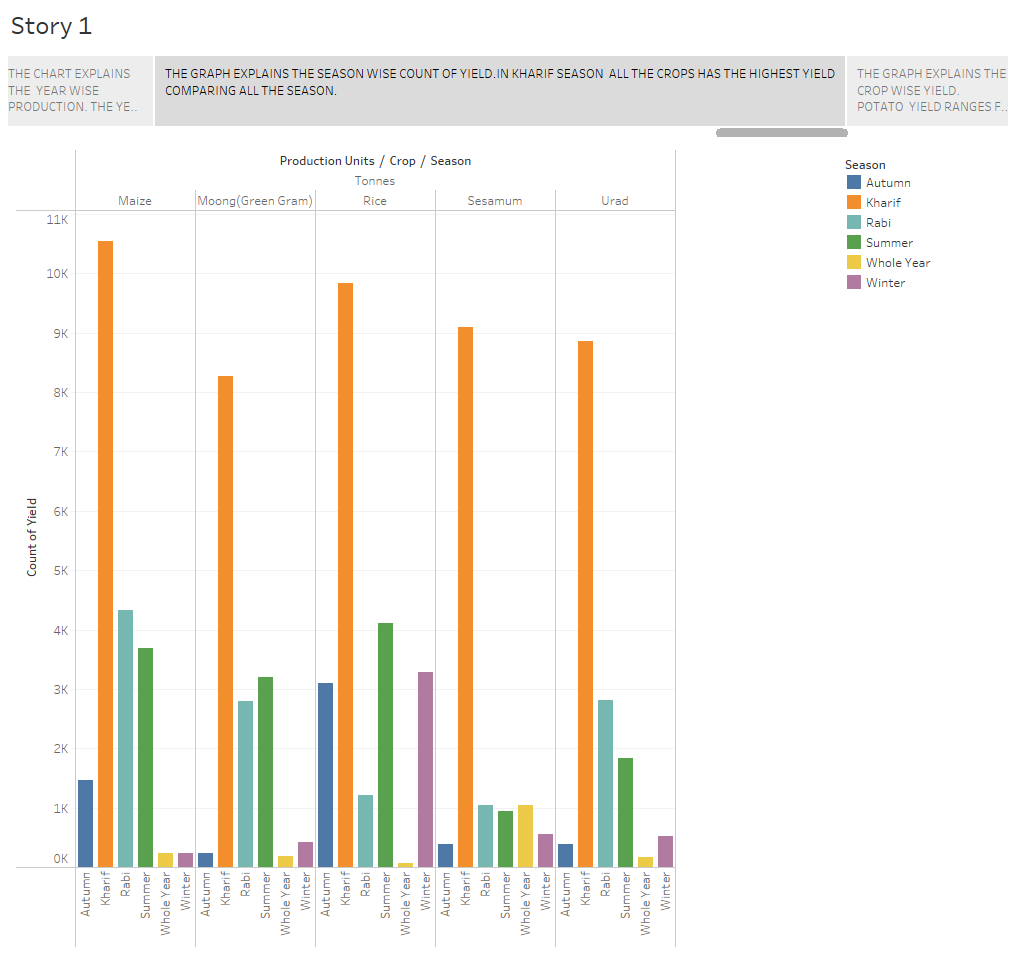 Story 1
THE CHART EXPLAINS
THE  YEAR WISE
PRODUCTION. THE YE..
THE GRAPH EXPLAINS THE SEASON WISE COUNT OF YIELD.IN KHARIF SEASON  ALL THE CROPS HAS THE HIGHEST YIELD
COMPARING ALL THE SEASON.
THE GRAPH EXPLAINS THE
CROP WISE YIELD.
POTATO  YIELD RANGES F..
Production Units / Crop / Season
Tonnes
Maize
Moong(Green Gram)
Rice
Sesamum
Urad
11K
10K
9K
8K
7K
6K
5K
4K
3K
2K
1K
0K
Count of Yield
Autumn
Kharif
Rabi
Summer
Whole Year
Winter
Autumn
Kharif
Rabi
Summer
Whole Year
Winter
Autumn
Kharif
Rabi
Summer
Whole Year
Winter
Autumn
Kharif
Rabi
Summer
Whole Year
Winter
Autumn
Kharif
Rabi
Summer
Whole Year
Winter
Season
Autumn
Kharif
Rabi
Summer
Whole Year
Winter